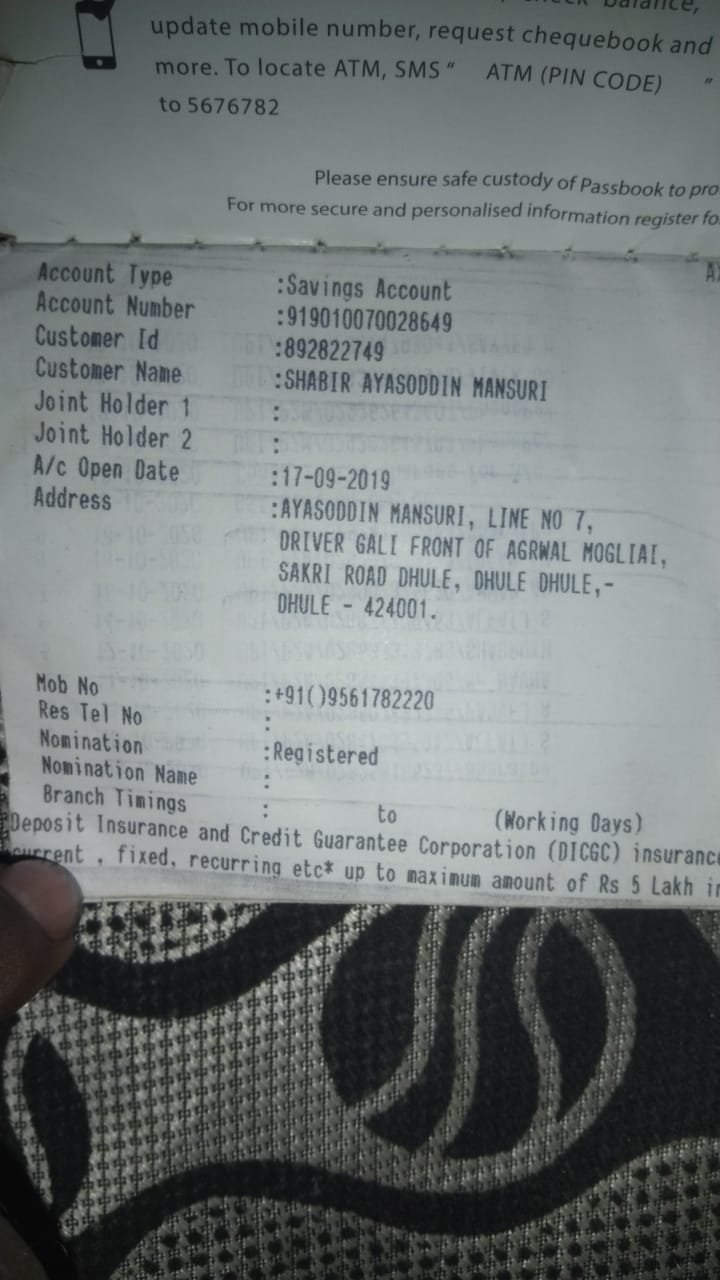 balance,
update mobile number, request chequebook and
more. To locate ATM, SMS “ ATM (PIN CODE) ”
to 5676782
Please ensure safe custody of Passbook to pro
For more secure and personalised information register fo
Account Type :Savings Account
Account Number :919010070028649
Customer Id :892822749
Customer Name :SHABIR AYASODDIN MANSURI
Joint Holder 1 :
Joint Holder 2 :
A/c Open Date :17-09-2019
Address :AYASODDIN MANSURI, LINE NO 7,
DRIVER GALI FRONT OF AGRWAL MOGLIAI,
SAKRI ROAD DHULE, DHULE DHULE,-
DHULE - 424001.
Mob No :+91()9561782220
Res Tel No :
Nomination :Registered
Nomination Name :
Branch Timings : to (Working Days)
Deposit Insurance and Credit Guarantee Corporation (DICGC) insurance
current , fixed, recurring etc* up to maximum amount of Rs 5 Lakh in